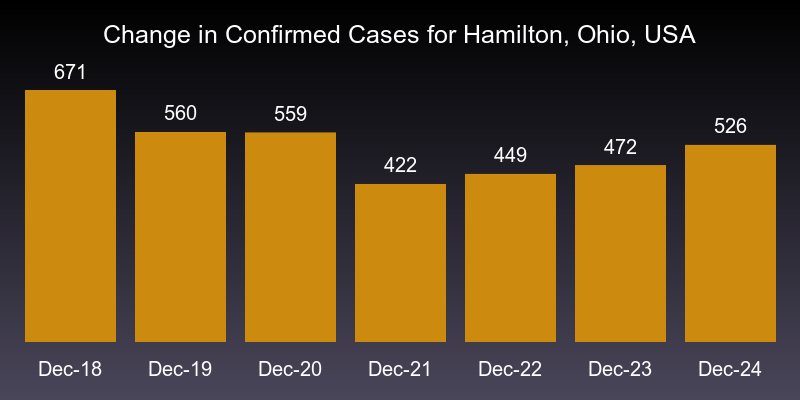 Change in Confirmed Cases for Hamilton, Ohio, USA
671
560
559
422
449
472
526
Dec-18
Dec-19
Dec-20
Dec-21
Dec-22
Dec-23
Dec-24